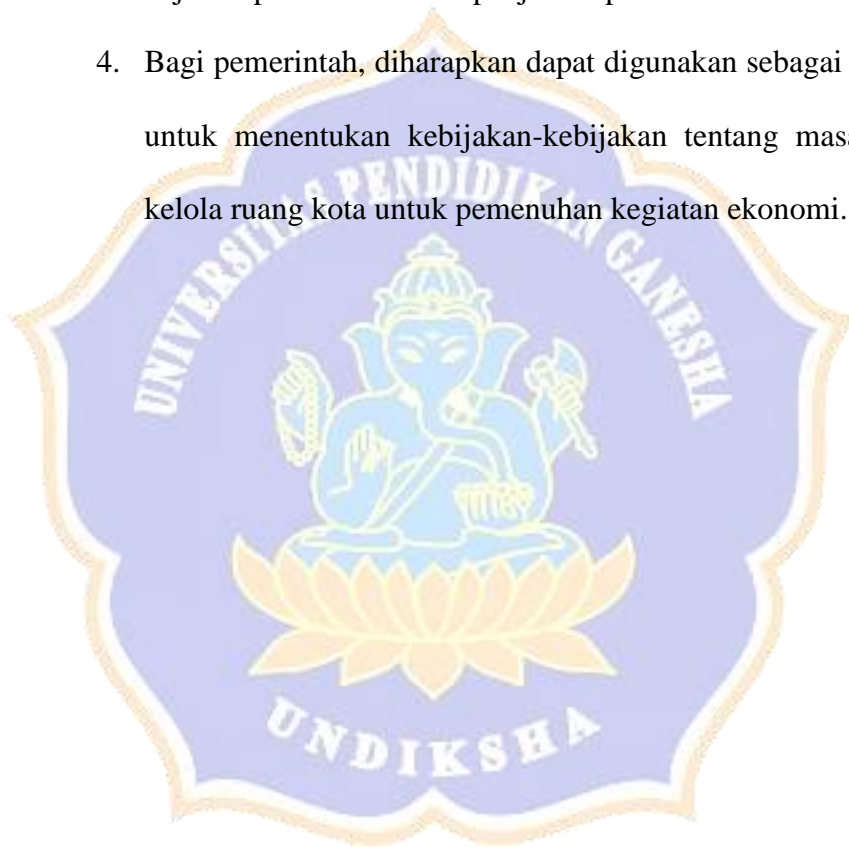 4. Bagi pemerintah, diharapkan dapat digunakan sebagai
untuk menentukan kebijakan-kebijakan tentang
kelola ruang kota untuk pemenuhan kegiatan ekonomi.
UNIVERSITAS PENDIDIKAN GANESHA
UNDIKSHA